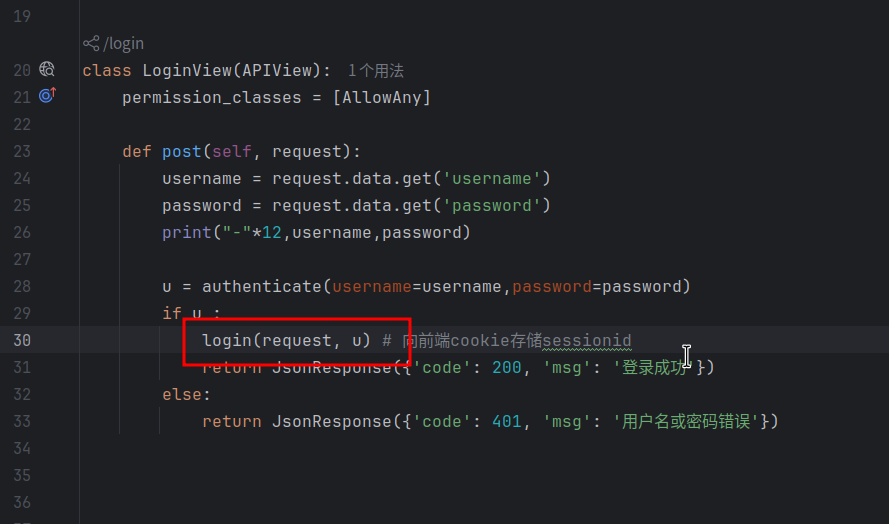 19
/login
20 class LoginView(APIView): 1个用法
21 permission_classes = [AllowAny]
22
23 def post(self, request):
24 username = request.data.get('username')
25 password = request.data.get('password')
26 print("-"*12,username,password)
27
28 u = authenticate(username=username,password=password)
29 if u :
30 login(request, u) # 向前端cookie存储sessionid
31 return JsonResponse({'code': 200, 'msg': '登录成功'})
32 else:
33 return JsonResponse({'code': 401, 'msg': '用户名或密码错误'})
34
35
36